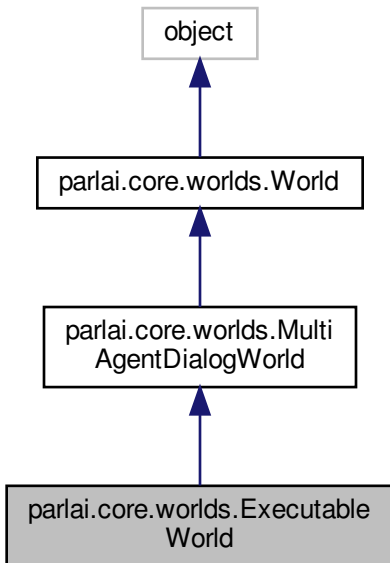 object
parlai.core.worlds.World
parlai.core.worlds.Multi
AgentDialogWorld
parlai.core.worlds.Executable
World